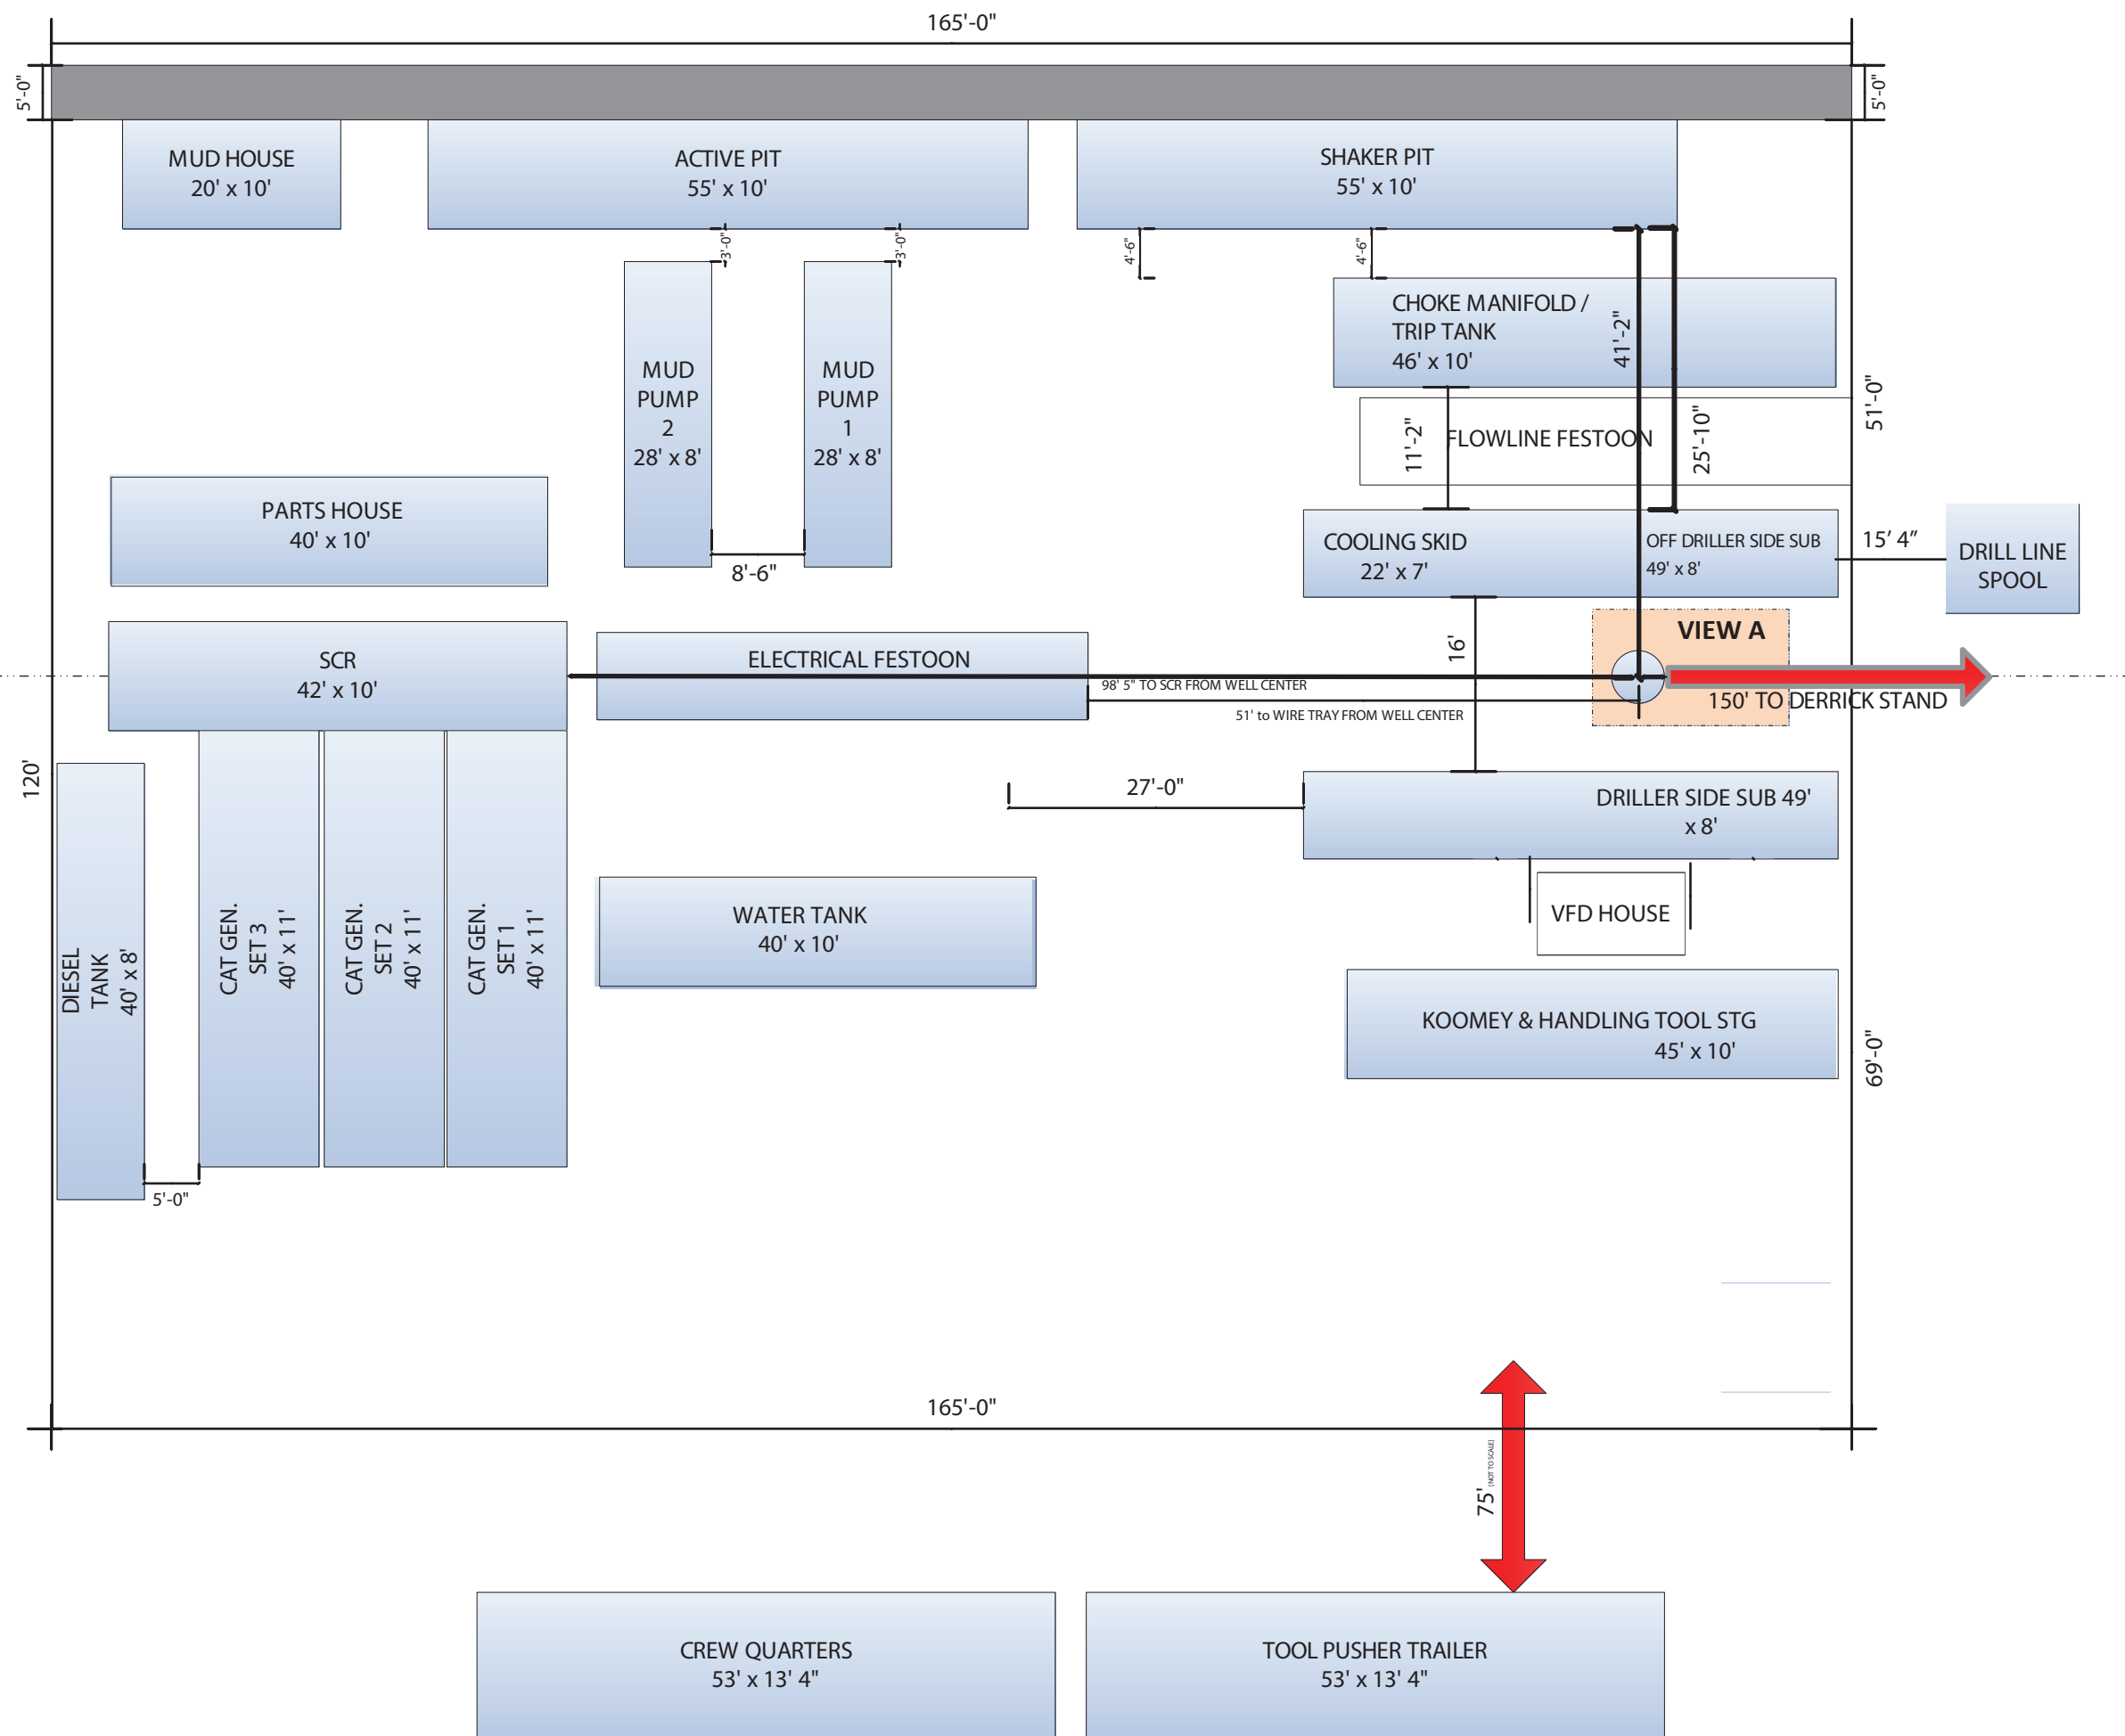 165'-0"
5'-0"
5'-0"
MUD HOUSE
20' x 10'
ACTIVE PIT
55' x 10'
SHAKER PIT
55' x 10'
3'-0"
3'-0"
4'-6"
4'-6"
CHOKE MANIFOLD /
TRIP TANK
46' x 10'
41'-2"
MUD
PUMP
2
28' x 8'
MUD
PUMP
1
28' x 8'
51'-0"
11'-2"
FLOWLINE FESTOON
25'-10"
PARTS HOUSE
40' x 10'
8'-6"
COOLING SKID
22' x 7'
OFF DRILLER SIDE SUB
49' x 8'
15' 4”
DRILL LINE
SPOOL
SCR
42' x 10'
ELECTRICAL FESTOON
16'
VIEW A
98' 5" TO SCR FROM WELL CENTER
51' to WIRE TRAY FROM WELL CENTER
150' TO DERRICK STAND
120'
27'-0"
DRILLER SIDE SUB 49'
x 8'
DIESEL
TANK
40' x 8'
CAT GEN.
SET 3
40' x 11'
CAT GEN.
SET 2
40' x 11'
CAT GEN.
SET 1
40' x 11'
WATER TANK
40' x 10'
VFD HOUSE
KOOMEY & HANDLING TOOL STG
45' x 10'
69'-0"
5'-0"
165'-0"
75' (NOT TO SCALE)
CREW QUARTERS
53' x 13' 4"
TOOL PUSHER TRAILER
53' x 13' 4"